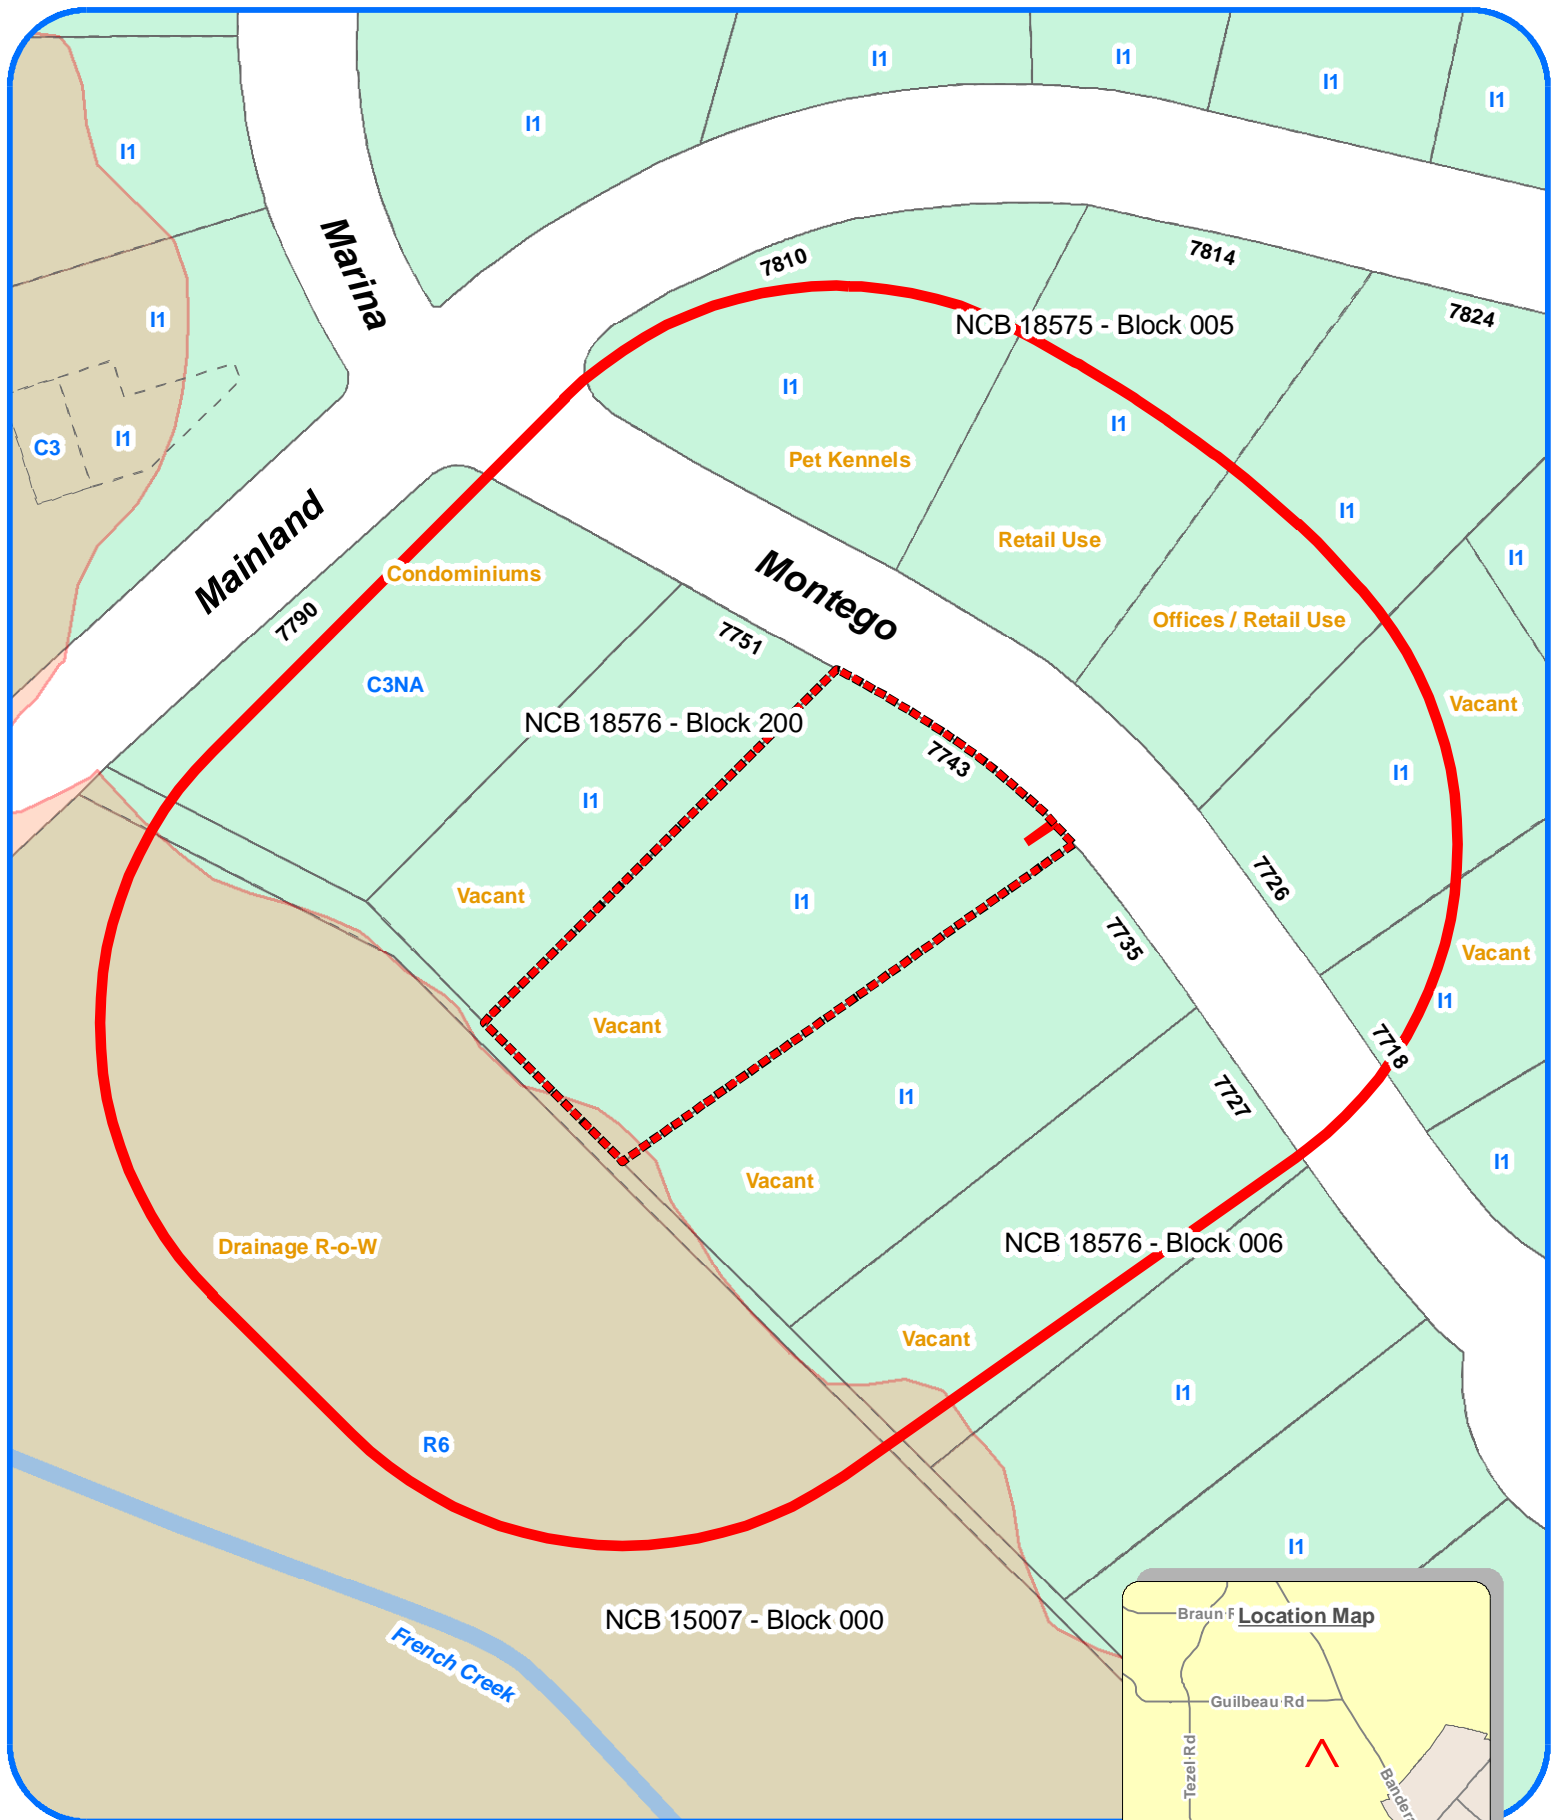 I1
I1
I1
I1
I1
I1
Marina
7810
7814
7824
I1
NCB 18575 - Block 005
I1
I1
C3
I1
Pet Kennels
I1
Mainland
Retail Use
I1
Condominiums
Montego
7790
7751
Offices / Retail Use
C3NA
Vacant
NCB 18576 - Block 200
7743
I1
I1
Vacant
I1
7726
7735
Vacant
I1
Vacant
7718
I1
7727
I1
Vacant
Drainage R-o-W
NCB 18576 - Block 006
Vacant
I1
R6
I1
NCB 15007 - Block 000
French Creek
Location Map
Braun
Guilbeau Rd
Tezel Rd